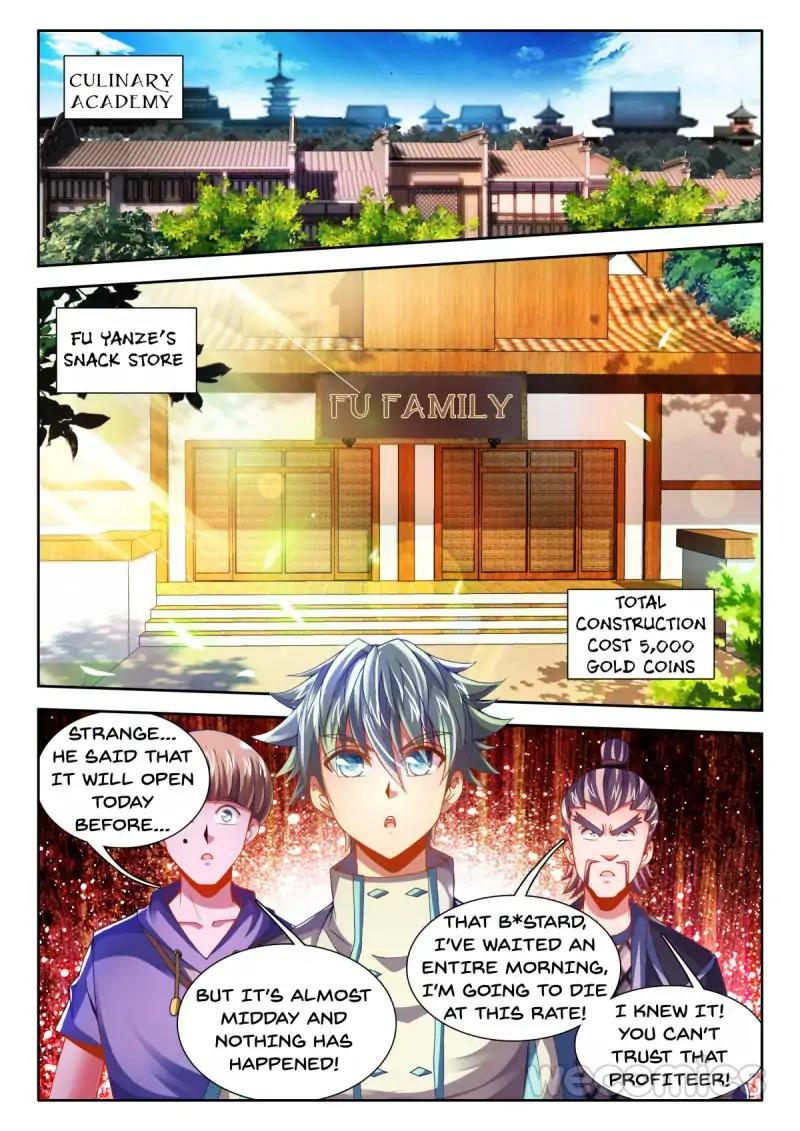 CULINARY
ACADEMY
FU YANZE'S
SNACK STORE
FU FAMILY
TOTAL
CONSTRUCTION
COST 5,000
GOLD COINS
STRANGE...
HE SAID THAT
IT WILL OPEN
TODAY
BEFORE...
BUT IT'S ALMOST
MIDDAY AND
NOTHING HAS
HAPPENED!
THAT B*STARD,
I'VE WAITED AN
ENTIRE MORNING,
I'M GOING TO DIE
AT THIS RATE!
I KNEW IT!
YOU CAN'T
TRUST THAT
PROFITEER!
wecomics